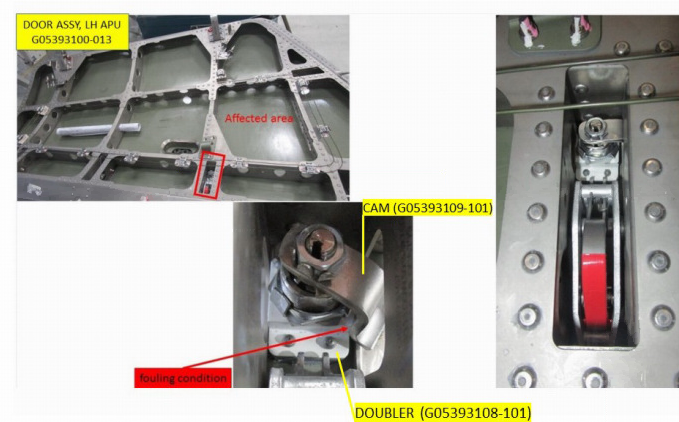 DOOR ASSY, LH APU
G05393100-013
Affected area
CAM (G05393109-101)
fouling condition
DOUBLER (G05393108-101)